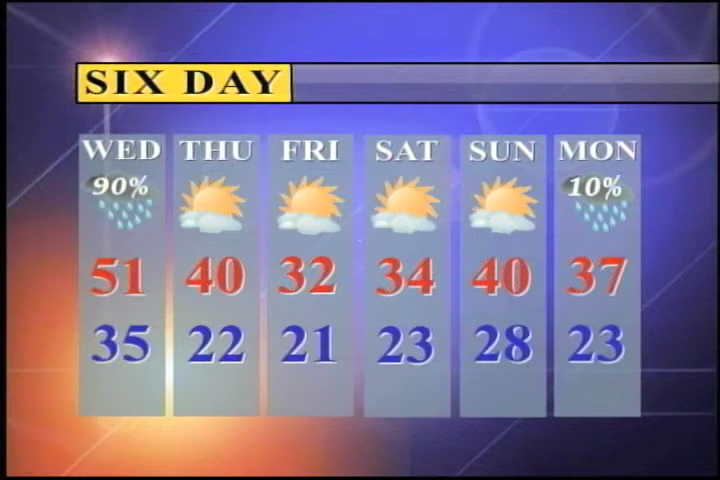 SIX DAY
WED THU FRI SAT SUN MON
90% 10%
51 40 32 34 40 37
35 22 21 23 28 23